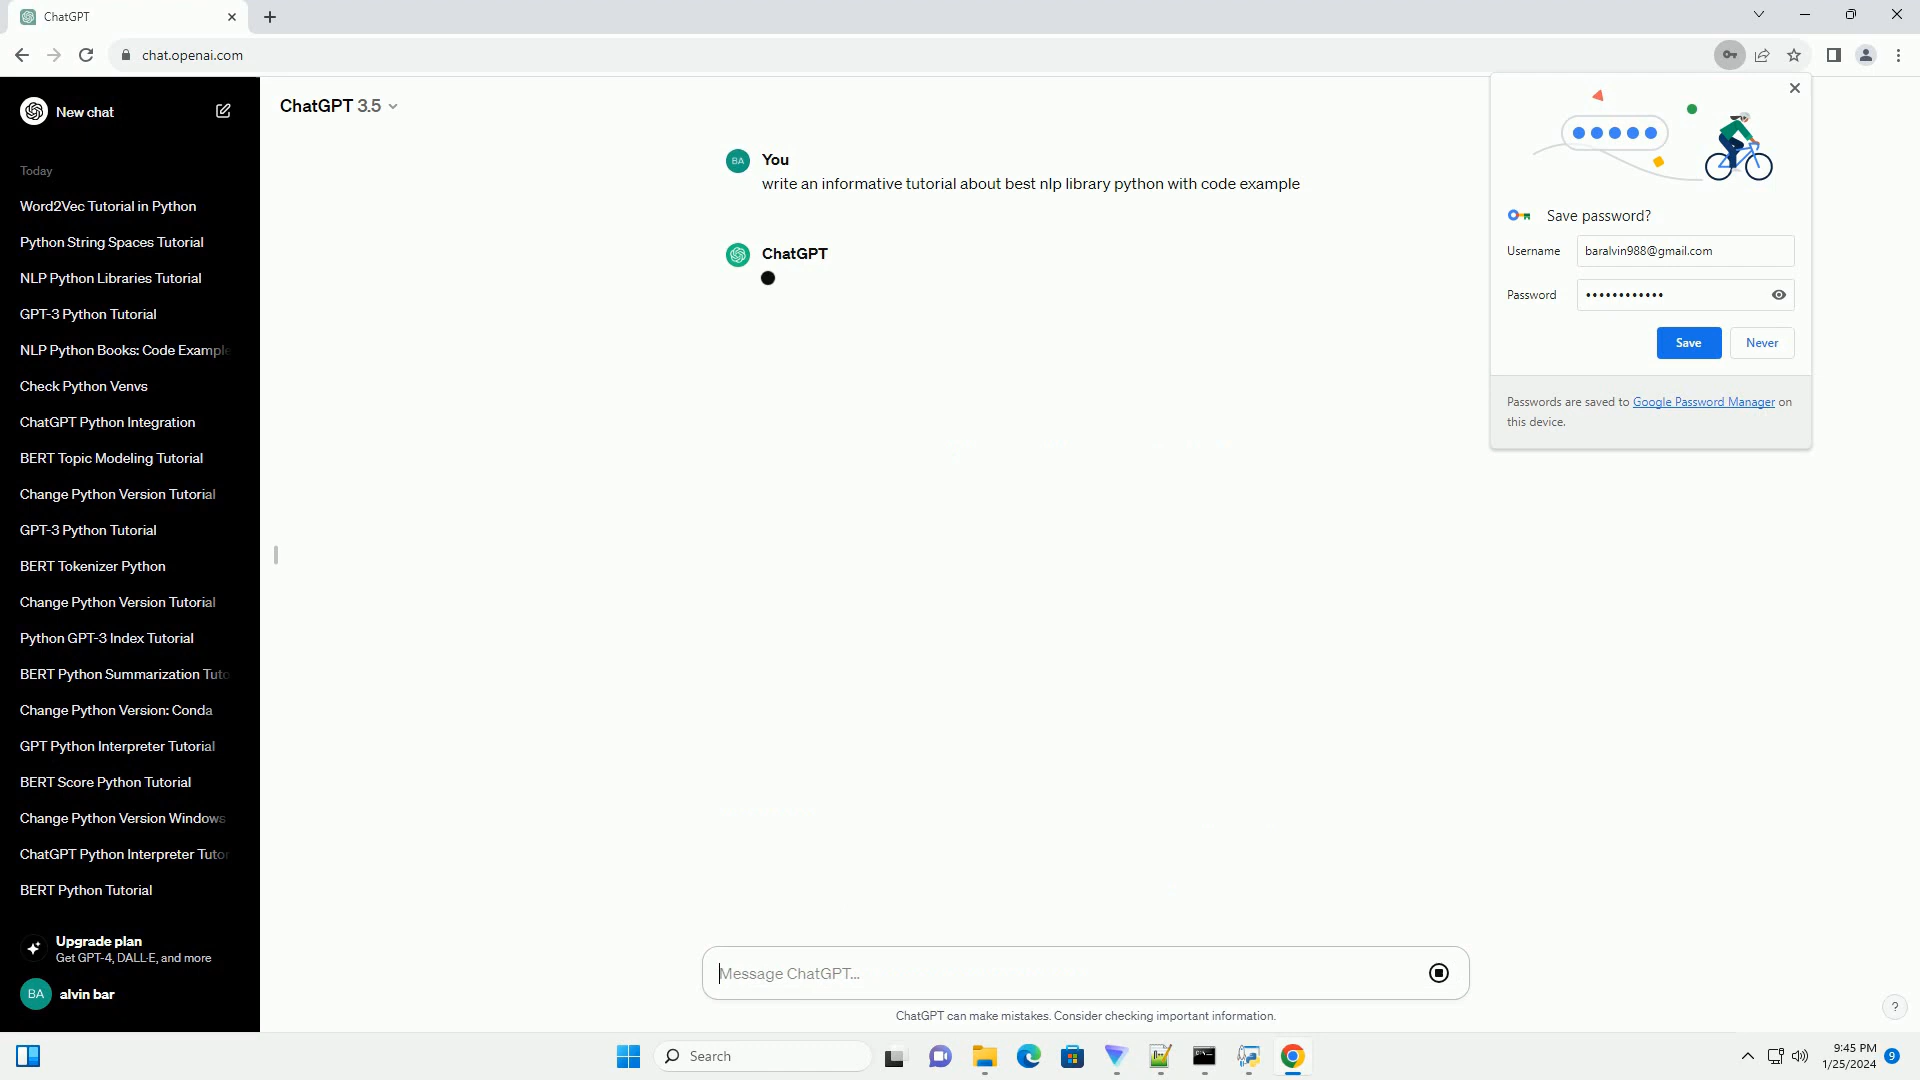 ChatGPT
chat.openai.com
New chat
Today
Word2Vec Tutorial in Python
Python String Spaces Tutorial
NLP Python Libraries Tutorial
GPT-3 Python Tutorial
NLP Python Books: Code Example
Check Python Venvs
ChatGPT Python Integration
BERT Topic Modeling Tutorial
Change Python Version Tutorial
GPT-3 Python Tutorial
BERT Tokenizer Python
Change Python Version Tutorial
Python GPT-3 Index Tutorial
BERT Python Summarization Tuto
Change Python Version: Conda
GPT Python Interpreter Tutorial
BERT Score Python Tutorial
Change Python Version Windows
ChatGPT Python Interpreter Tutor
BERT Python Tutorial
Upgrade plan
Get GPT-4, DALL·E, and more
BA alvin bar
ChatGPT 3.5
BA You
write an informative tutorial about best nlp library python with code example
ChatGPT
Message ChatGPT...
ChatGPT can make mistakes. Consider checking important information.
?
Save password?
Username baralvin988@gmail.com
Password ••••••••••••
Save Never
Passwords are saved to Google Password Manager on
this device.
Search
9:45 PM
1/25/2024
9